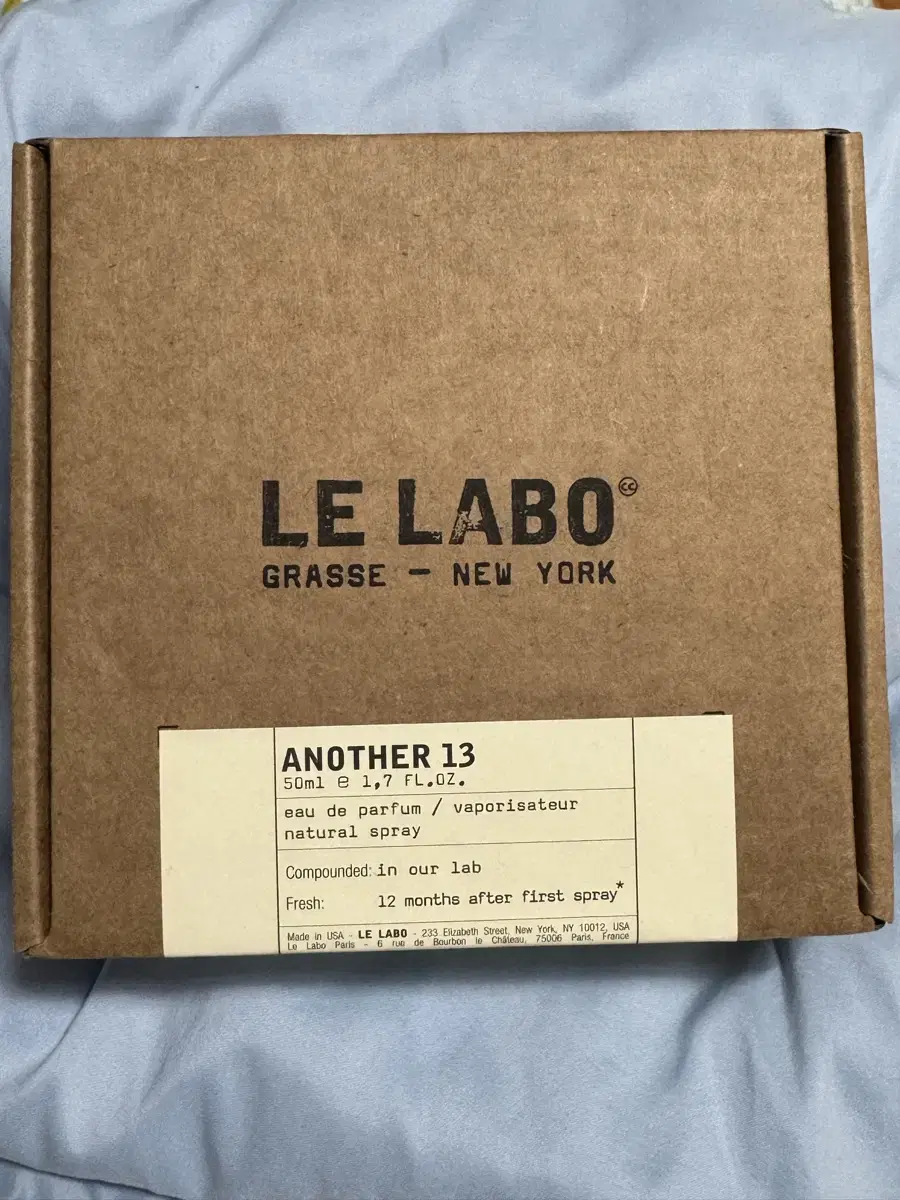 LE LABO cc
GRASSE - NEW YORK
ANOTHER 13
50ml e 1,7 FL.OZ.
eau de parfum / vaporisateur
natural spray
Compounded: in our lab
Fresh: 12 months after first spray*
Made in USA - LE LABO - 233 Elizabeth Street, New York, NY 10012, USA
Le Labo Paris - 6 rue de Bourbon le Château, 75006 Paris, France